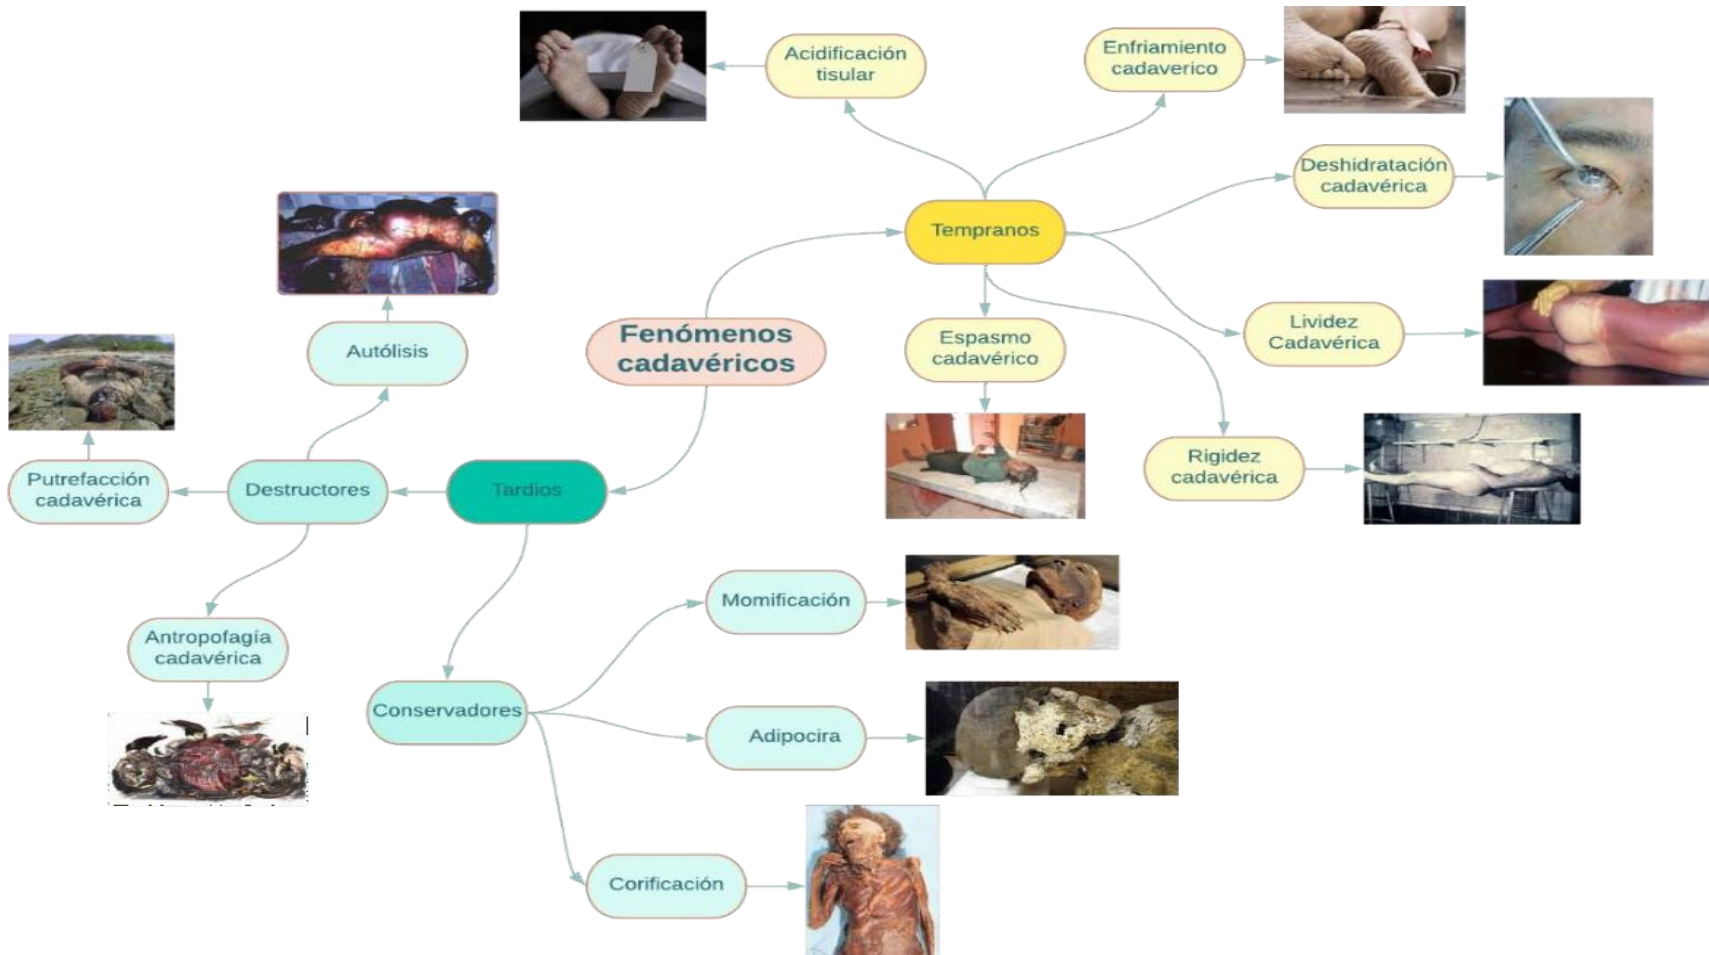 Acidificación
tisular
Enfriamiento
cadaverico
Deshidratación
cadavérica
Tempranos
Lividez
Cadavérica
Espasmo
cadavérico
Rigidez
cadavérica
Fenómenos
cadavéricos
Autólisis
Putrefacción
cadavérica
Destructores
Tardios
Antropofagía
cadavérica
Conservadores
Momificación
Adipocira
Corificación